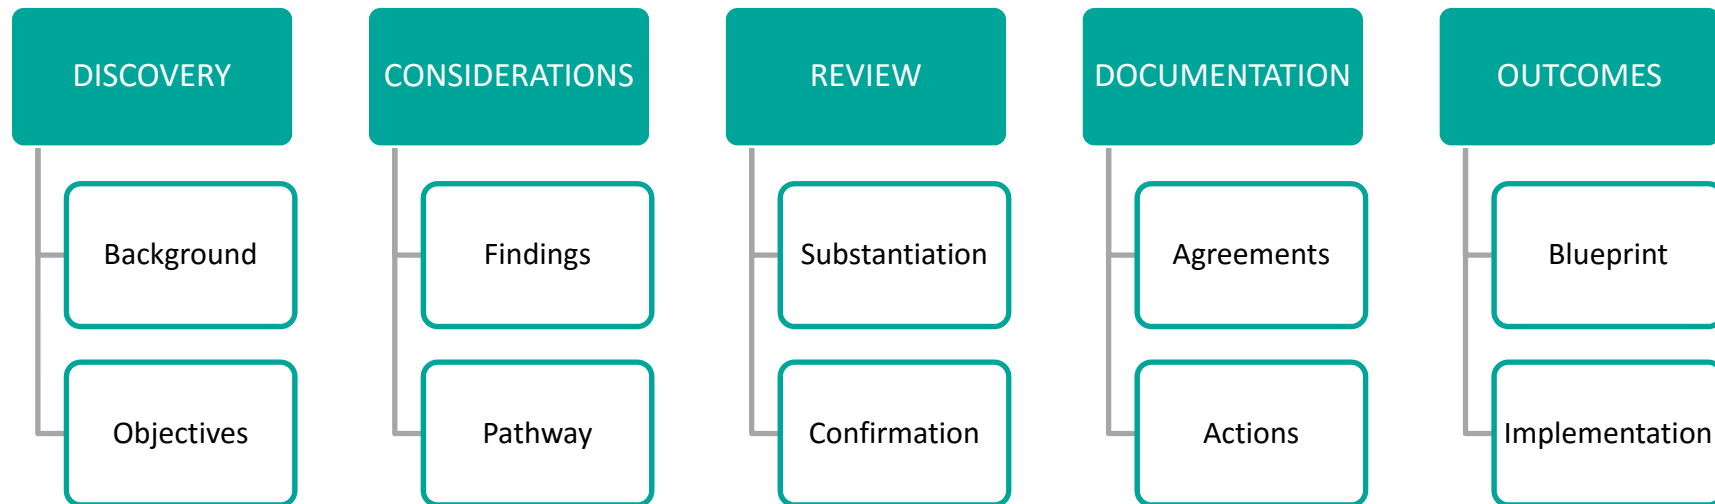 DISCOVERY
Background
Objectives
CONSIDERATIONS
Findings
Pathway
REVIEW
Substantiation
Confirmation
DOCUMENTATION
Agreements
Actions
OUTCOMES
Blueprint
Implementation